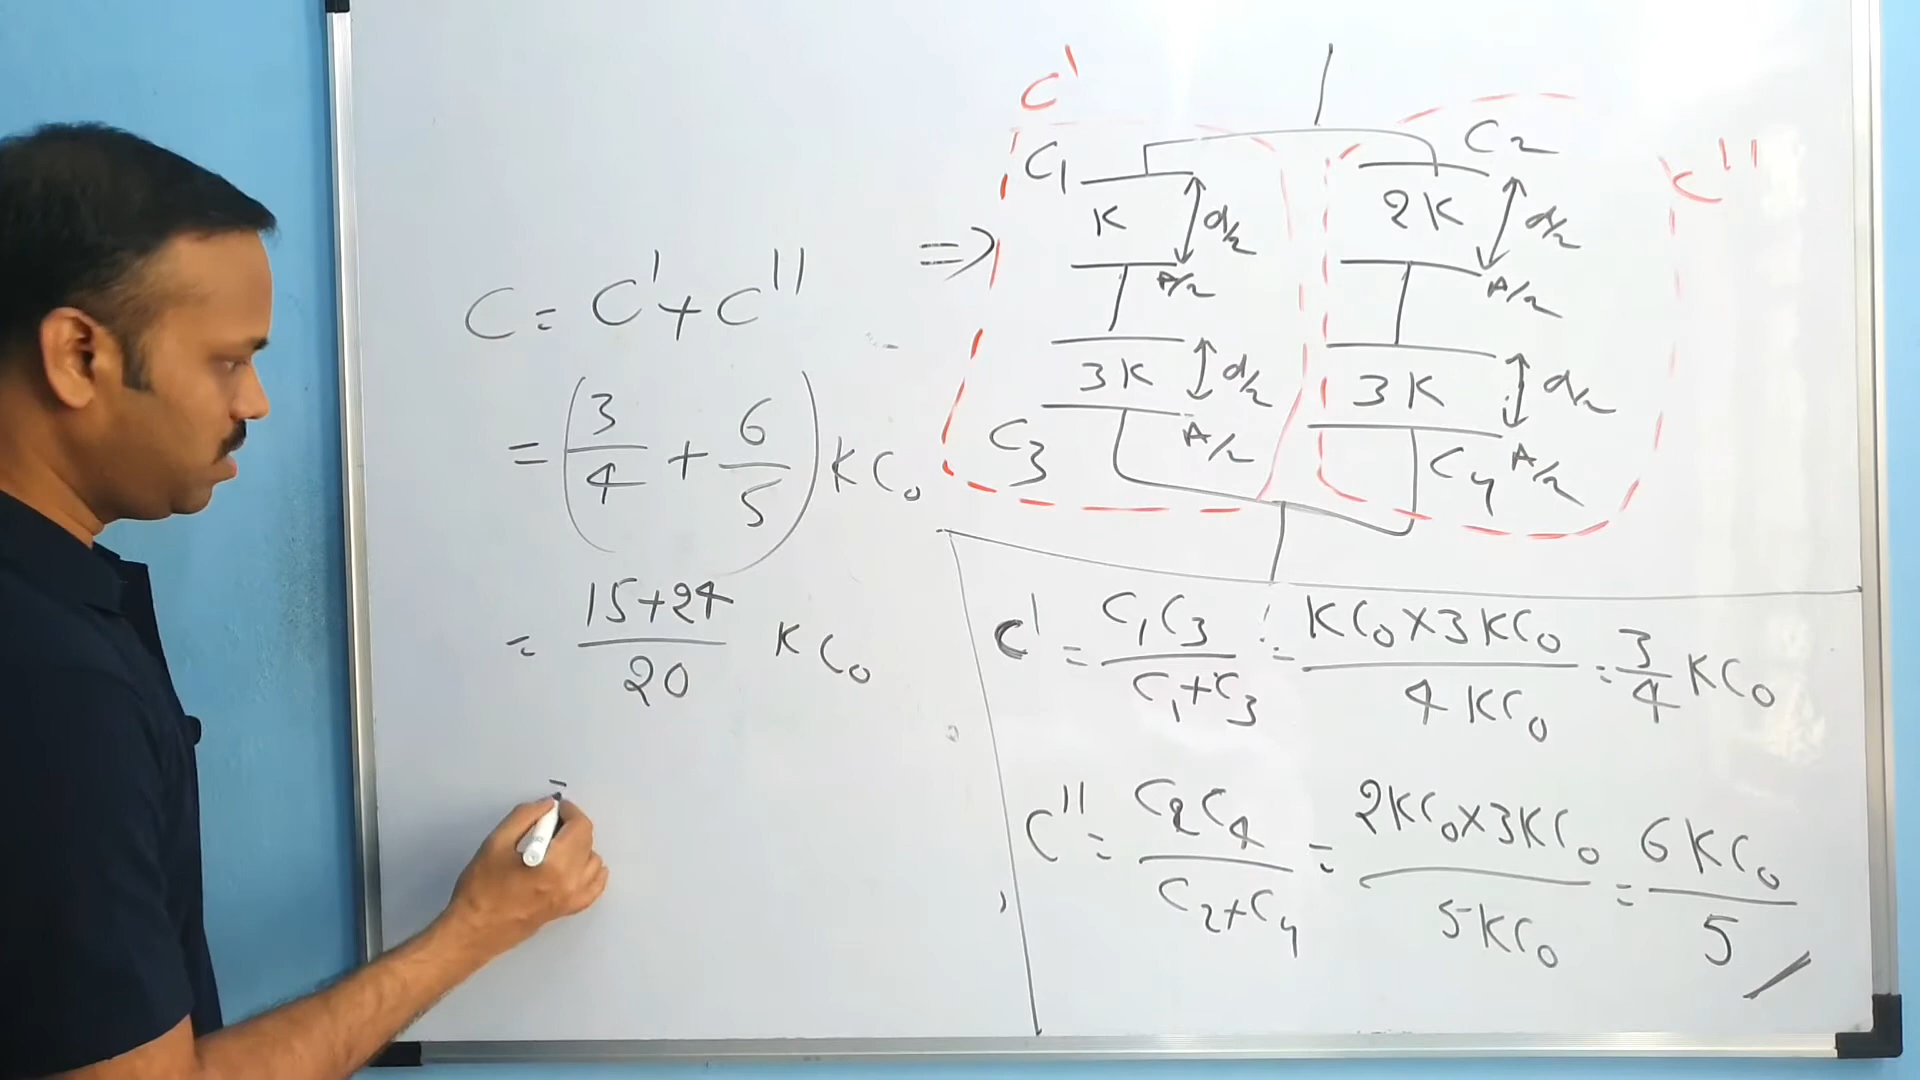 C = C' + C''
= (3/4 + 6/5) KC₀
= 15+24/20 KC₀
=
⇒
C'
C₁
K
d/2
A/2
3K
d/2
A/2
C₃
C''
C₂
2K
d/2
A/2
3K
d/2
A/2
C₄
C' = C₁C₃/C₁+C₃ = KC₀×3KC₀/4KC₀ = 3/4 KC₀
C'' = C₂C₄/C₂+C₄ = 2KC₀×3KC₀/5KC₀ = 6KC₀/5